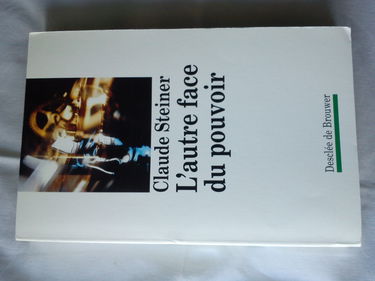 Claude Steiner
L'autre face
du pouvoir
Desclée de Brouwer